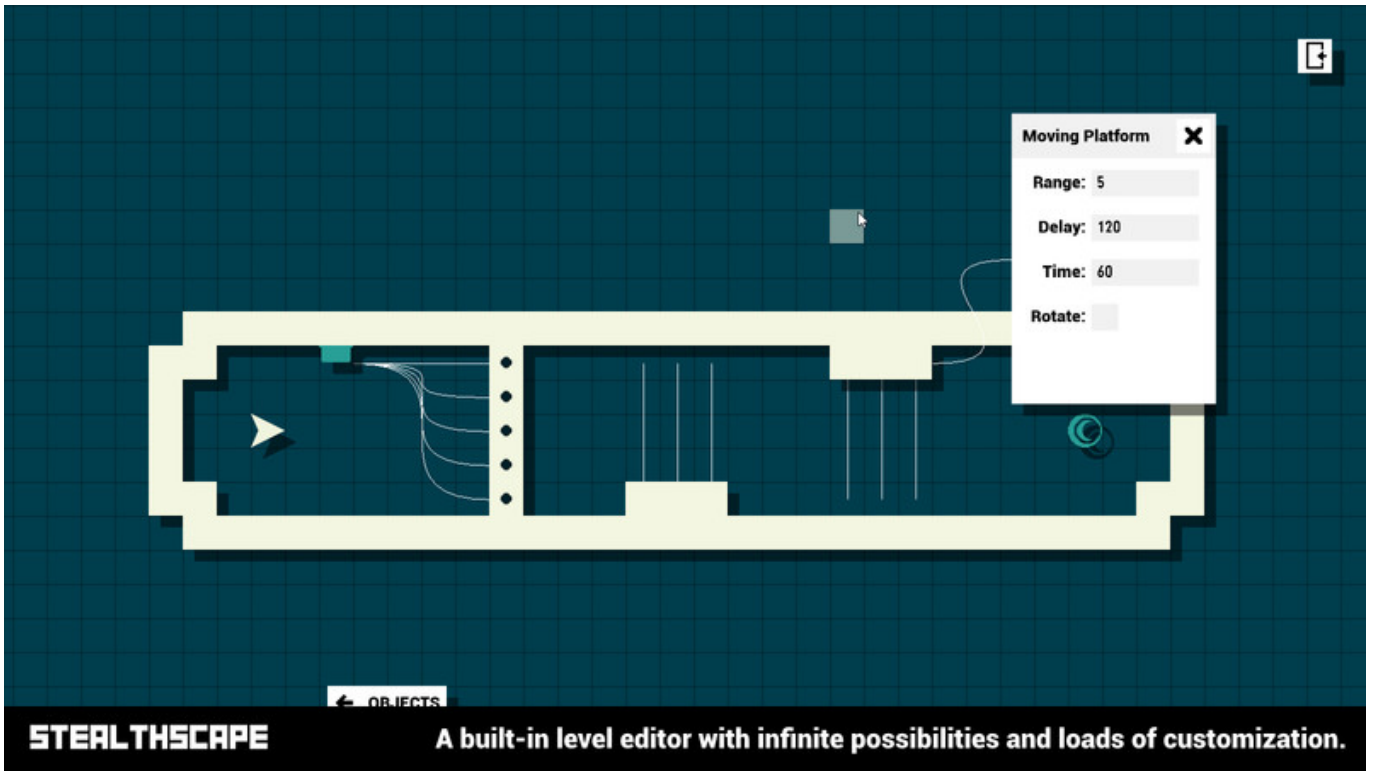 Moving Platform
Range: 5
Delay: 120
Time: 60
Rotate:
OBJECTS
STEALTHSCAPE
A built-in level editor with infinite possibilities and loads of customization.